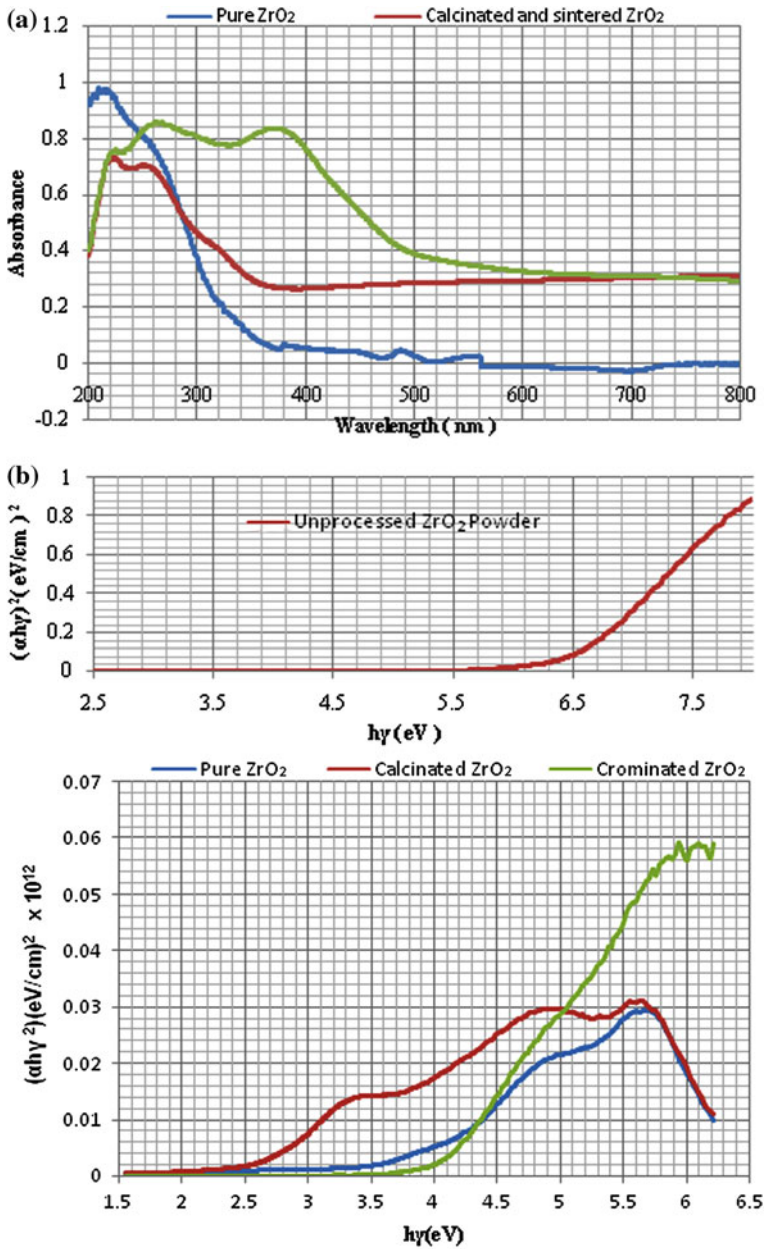 (a)
Pure ZrO₂ Calcinated and sintered ZrO₂
1.2
1
0.8
0.6
0.4
0.2
0
-0.2
Absorbance
200 300 400 500 600 700 800
Wavelength ( nm )
(b)
1
0.8
0.6
0.4
0.2
0
(αhγ)²( eV/cm )²
Unprocessed ZrO₂ Powder
2.5 3.5 4.5 5.5 6.5 7.5
hγ (eV )
Pure ZrO₂ Calcinated ZrO₂ Crominated ZrO₂
0.07
0.06
0.05
0.04
0.03
0.02
0.01
0
(αhγ ²)(eV/cm)² x 10¹²
1.5 2 2.5 3 3.5 4 4.5 5 5.5 6 6.5
hγ(eV)